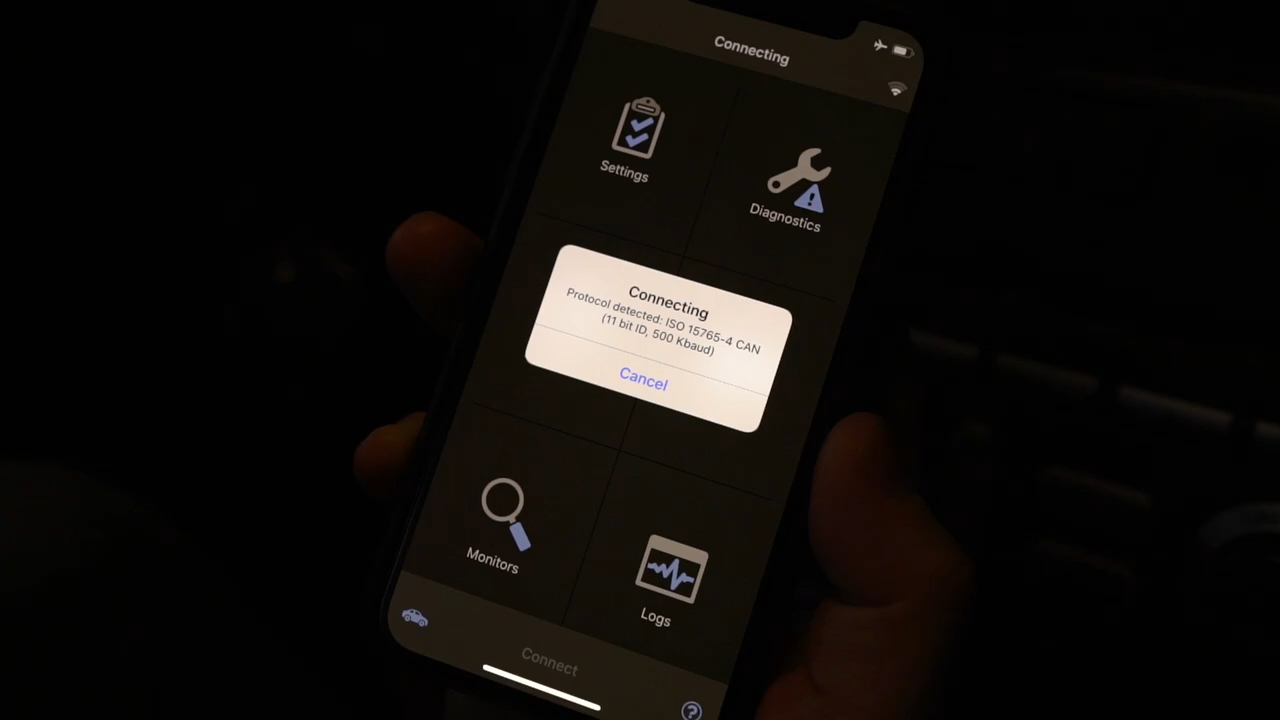 Connecting
Settings
Diagnostics
Connecting
Protocol detected: ISO 15765-4 CAN
(11 bit ID, 500 Kbaud)
Cancel
Monitors
Logs
Connect
?